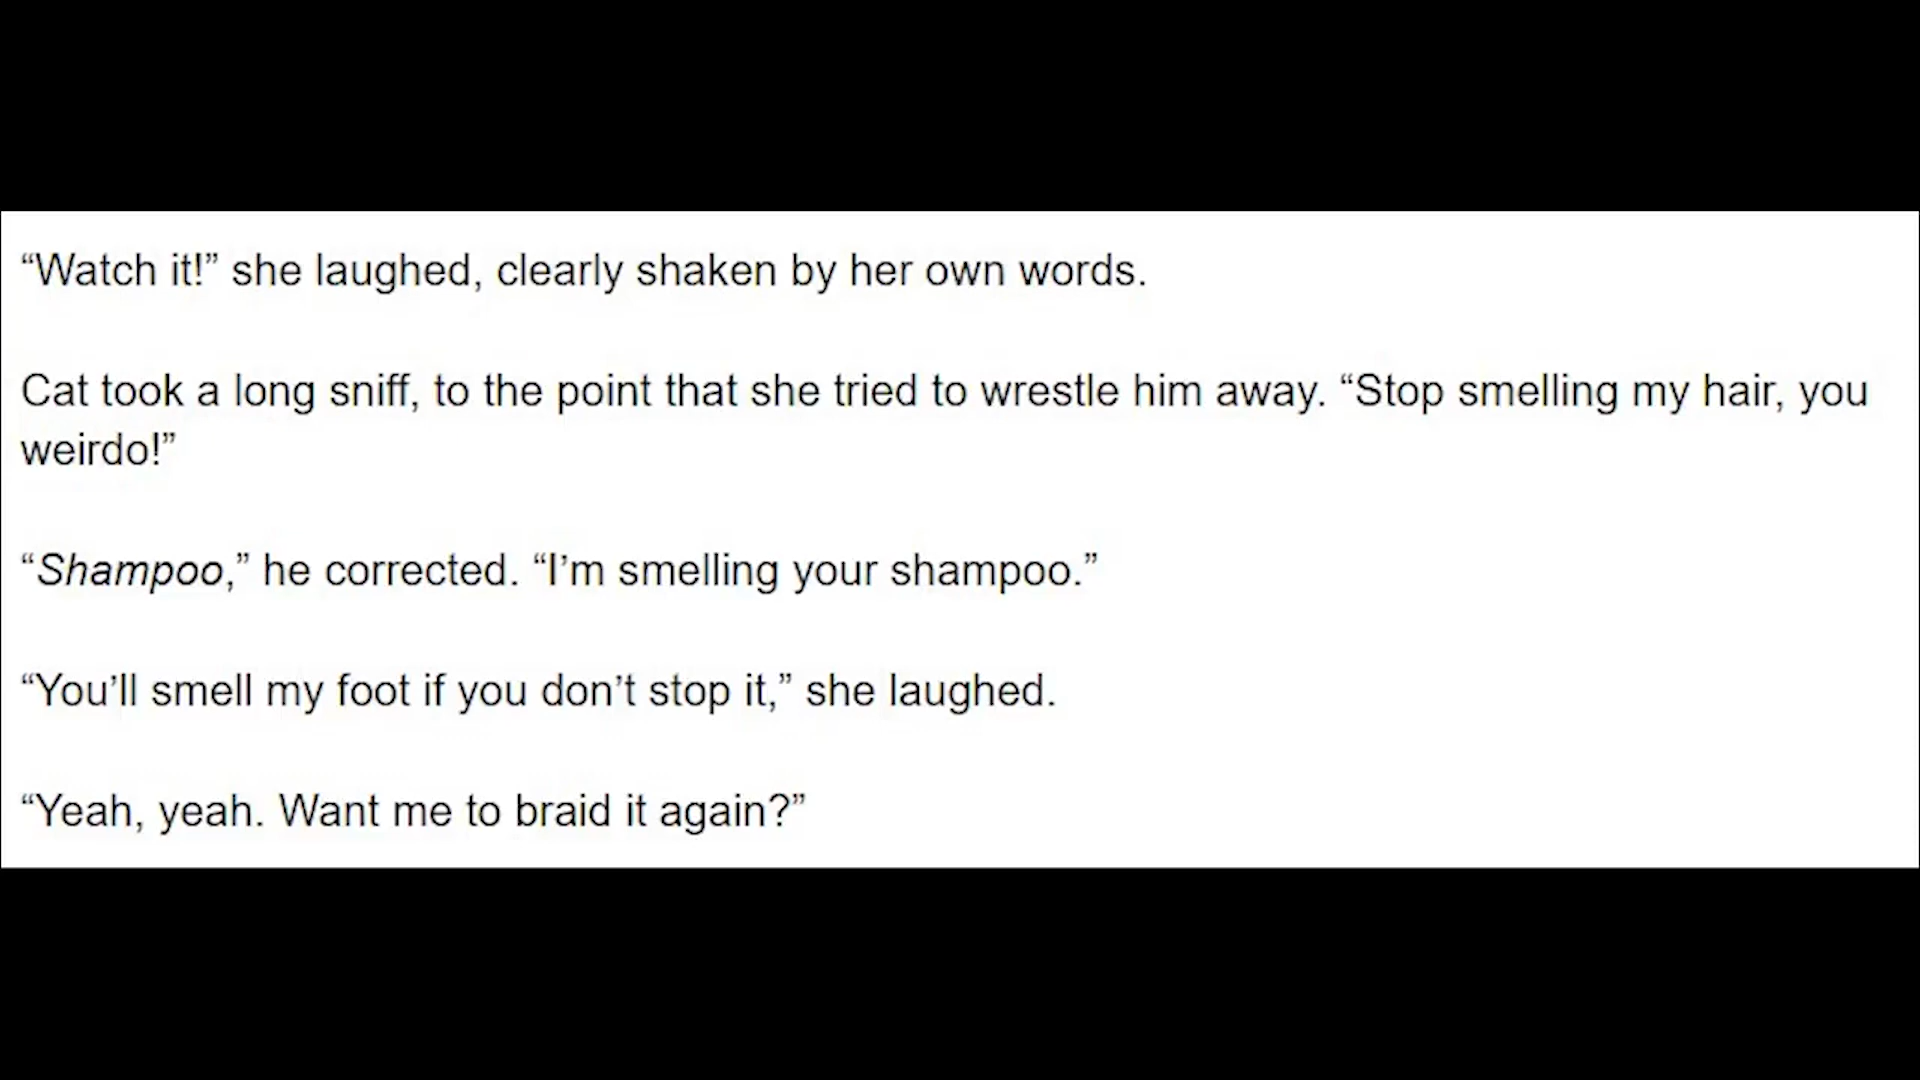 “Watch it!” she laughed, clearly shaken by her own words.
Cat took a long sniff, to the point that she tried to wrestle him away. “Stop smelling my hair, you
weirdo!”
“Shampoo,” he corrected. “I’m smelling your shampoo.”
“You’ll smell my foot if you don’t stop it,” she laughed.
“Yeah, yeah. Want me to braid it again?”